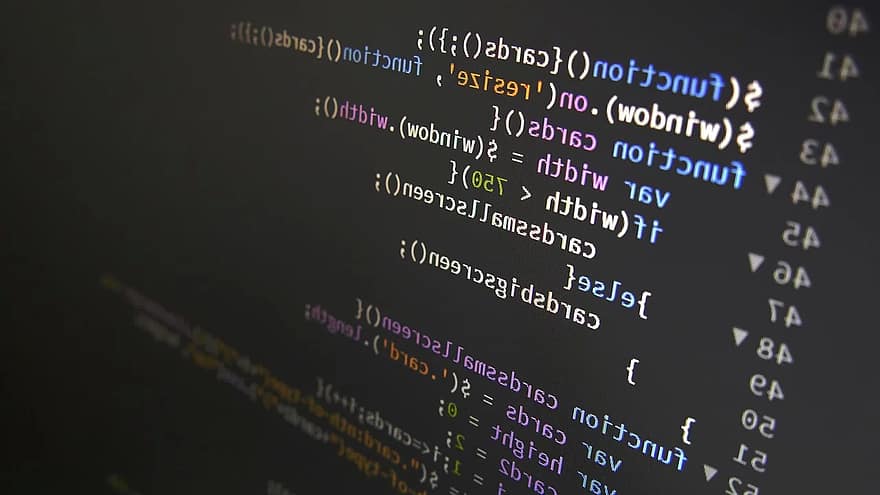 40
41
42 $(function(){cards();});
43 $(window).on('resize', function(){cards();});
44 function cards(){
45 var width = $(window).width();
46 if(width < 750){
47 cardssmallscreen();
48 }else{
49 cardsbigscreen();
50 }
51 }
52 function cardssmallscreen(){
var cards = $('.card').length;
var height = 0;
var card2 = 2;
= 1;
i<=cards;i++){